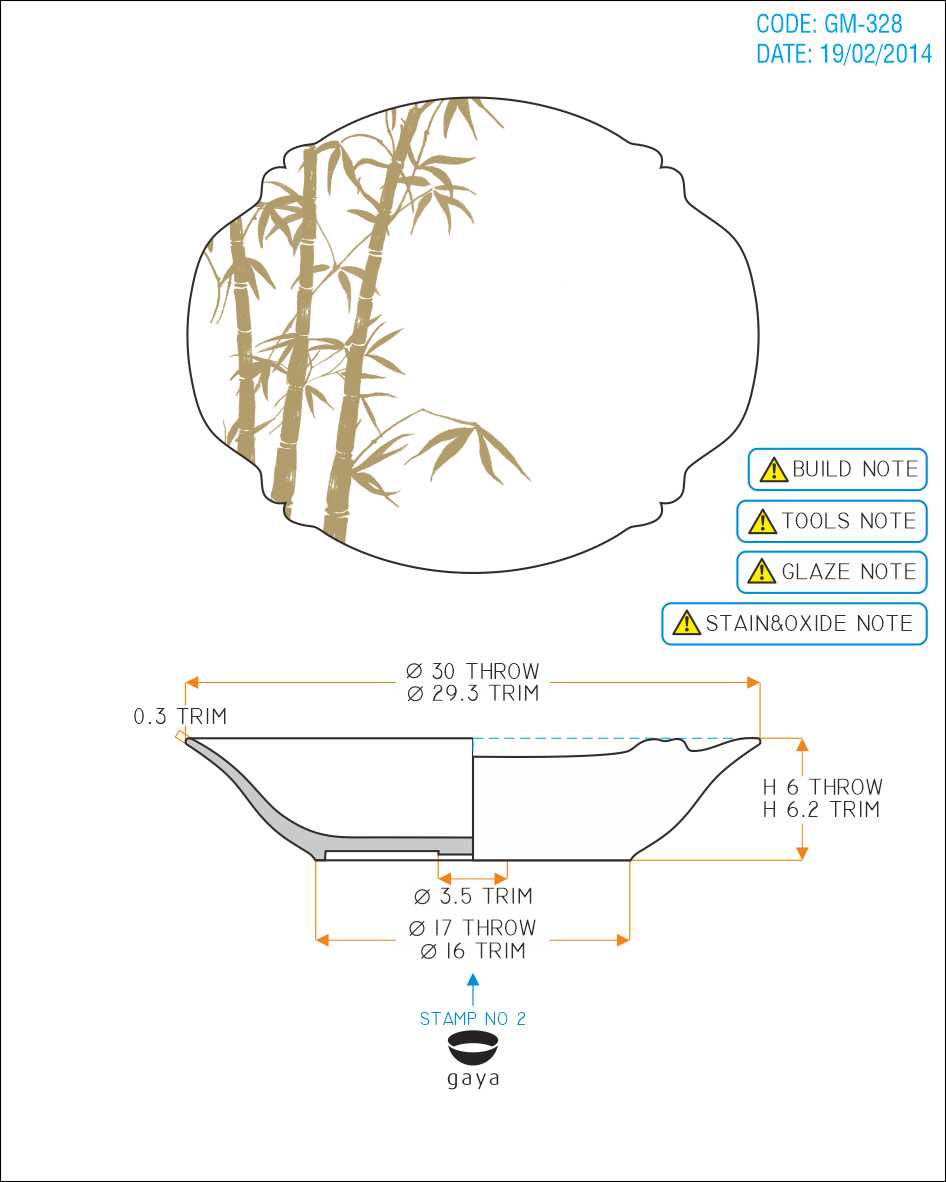 CODE: GM-328
DATE: 19/02/2014
BUILD NOTE
TOOLS NOTE
GLAZE NOTE
STAIN&OXIDE NOTE
Ø 30 THROW
Ø 29.3 TRIM
0.3 TRIM
H 6 THROW
H 6.2 TRIM
Ø 3.5 TRIM
Ø 17 THROW
Ø 16 TRIM
STAMP NO 2
gaya